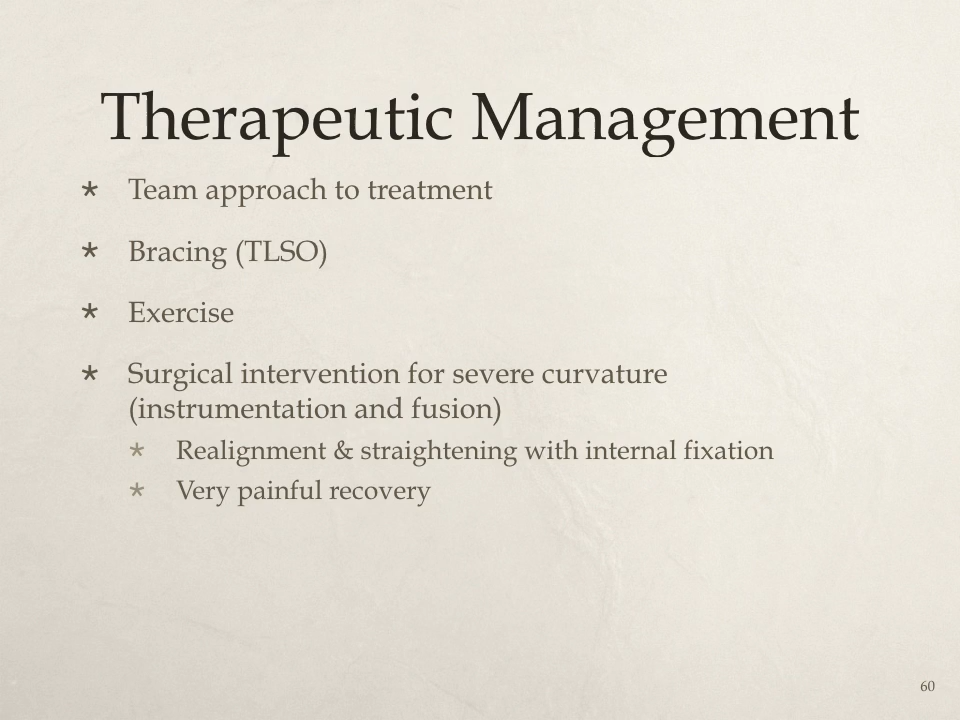 Therapeutic Management
* Team approach to treatment
* Bracing (TLSO)
* Exercise
* Surgical intervention for severe curvature
(instrumentation and fusion)
* Realignment & straightening with internal fixation
* Very painful recovery
60